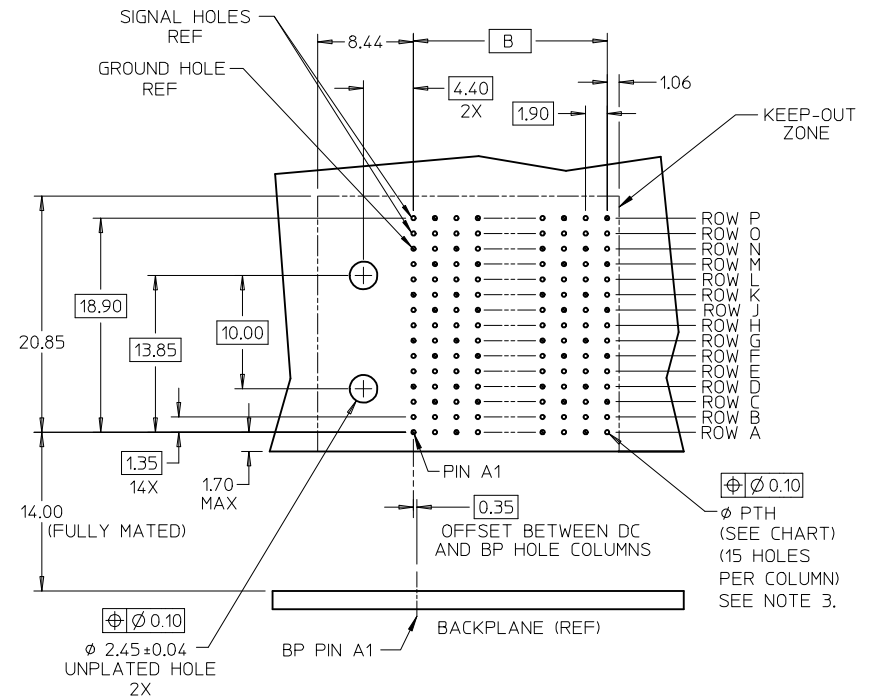 SIGNAL HOLES
REF
8.44
B
GROUND HOLE
REF
4.40
2X
1.06
1.90
KEEP-OUT
ZONE
ROW P
ROW O
ROW N
ROW M
ROW L
ROW K
ROW J
ROW H
ROW G
ROW F
ROW E
ROW D
ROW C
ROW B
ROW A
18.90
20.85
13.85
10.00
1.35
14X
1.70
MAX
PIN A1
0.35
14.00
(FULLY MATED)
OFFSET BETWEEN DC
AND BP HOLE COLUMNS
⌖ Ø 0.10
Ø PTH
(SEE CHART)
(15 HOLES
PER COLUMN)
SEE NOTE 3.
⌖ Ø 0.10
Ø 2.45±0.04
UNPLATED HOLE
2X
BP PIN A1
BACKPLANE (REF)